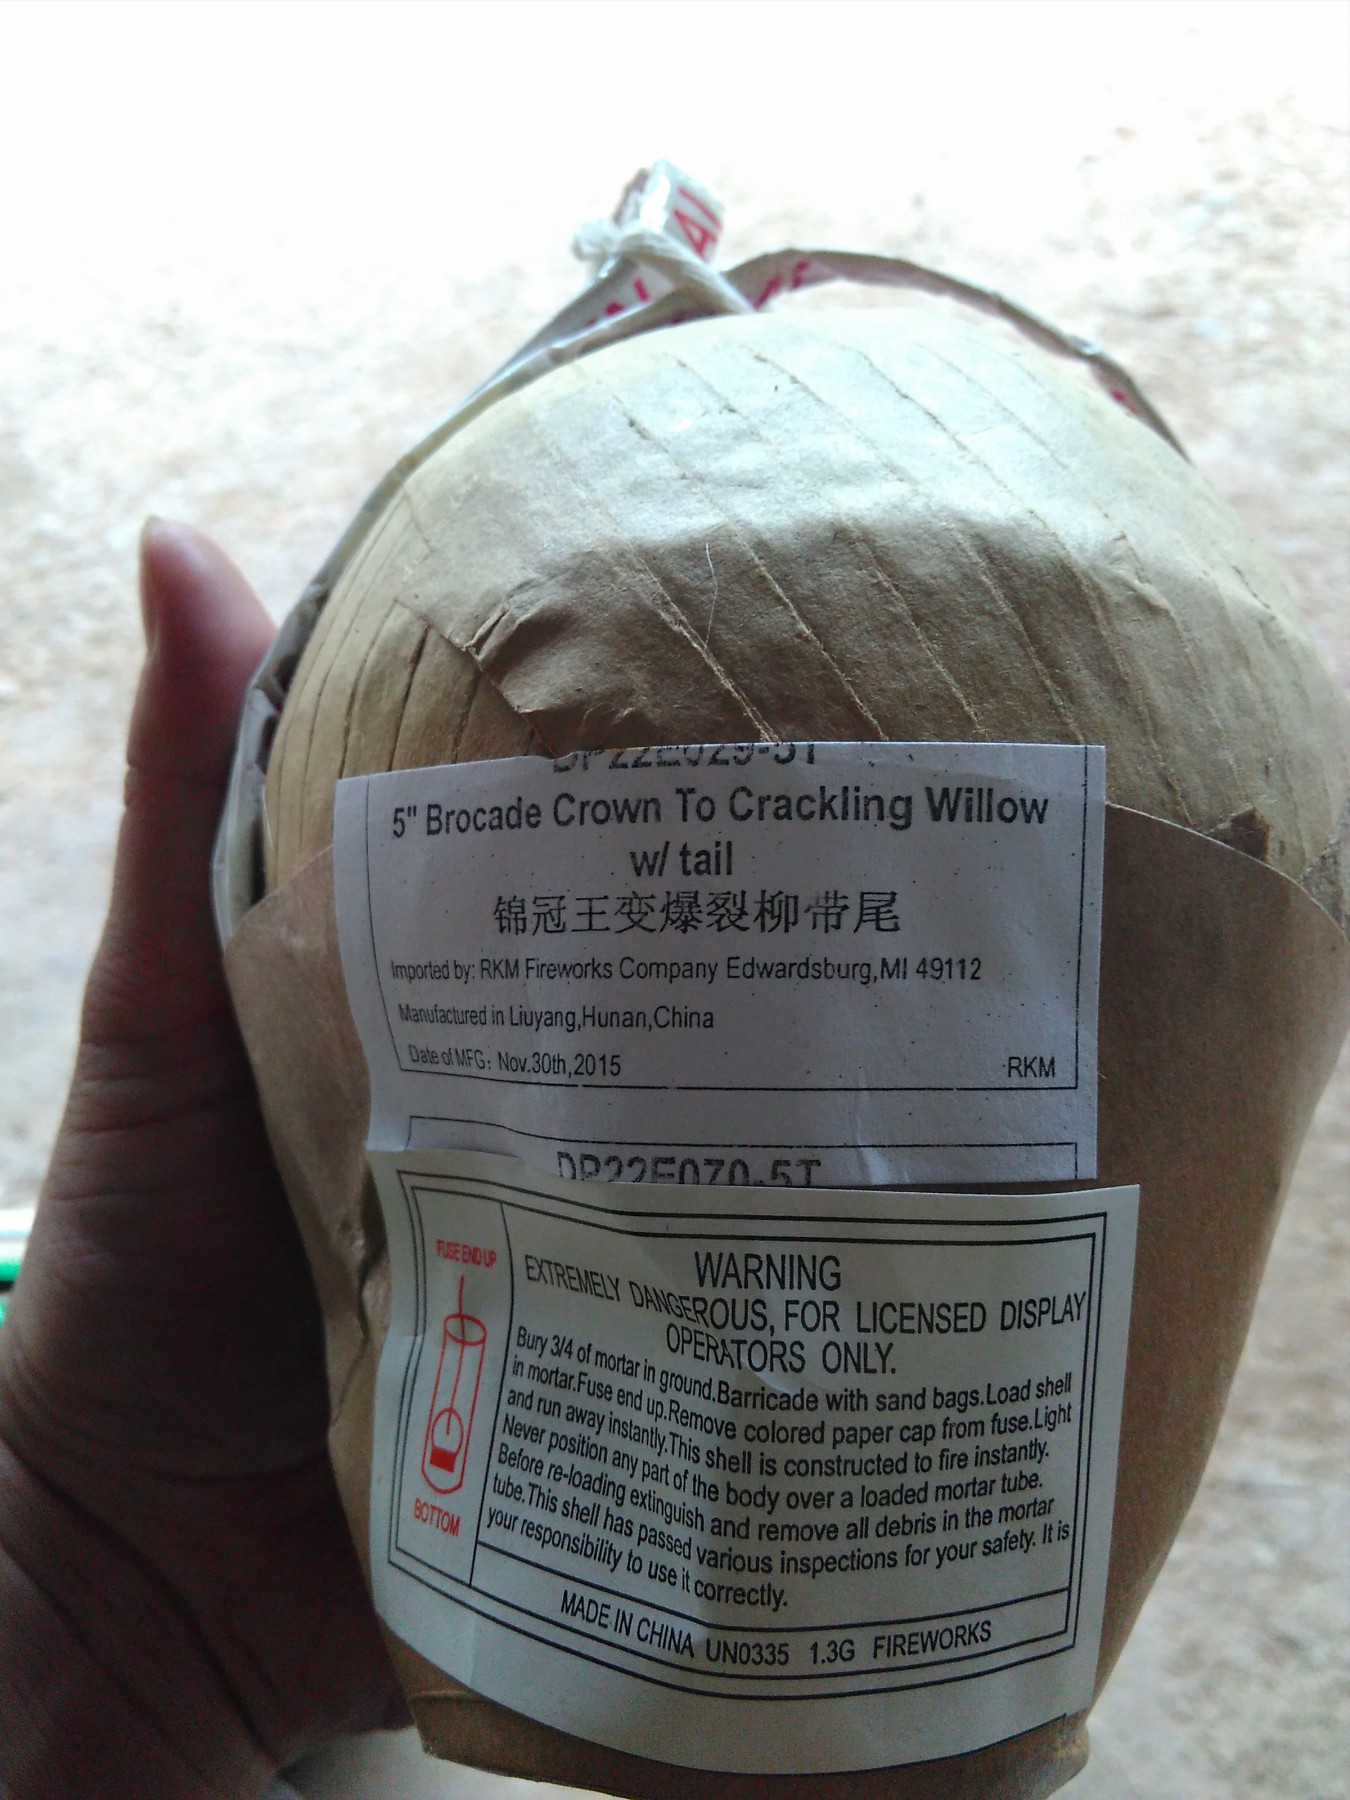 5" Brocade Crown To Crackling Willow
w/ tail
锦冠王变爆裂柳带尾
Imported by: RKM Fireworks Company Edwardsburg,MI 49112
Manufactured in Liuyang,Hunan,China
Date of MFG: Nov.30th,2015 RKM
DP22E070-5T
FUSE END UP
BOTTOM
WARNING
EXTREMELY DANGEROUS, FOR LICENSED DISPLAY
OPERATORS ONLY.
Bury 3/4 of mortar in ground.Barricade with sand bags.Load shell
in mortar.Fuse end up.Remove colored paper cap from fuse.Light
and run away instantly.This shell is constructed to fire instantly.
Never position any part of the body over a loaded mortar tube.
Before re-loading extinguish and remove all debris in the mortar
tube.This shell has passed various inspections for your safety. It is
your responsibility to use it correctly.
MADE IN CHINA UN0335 1.3G FIREWORKS